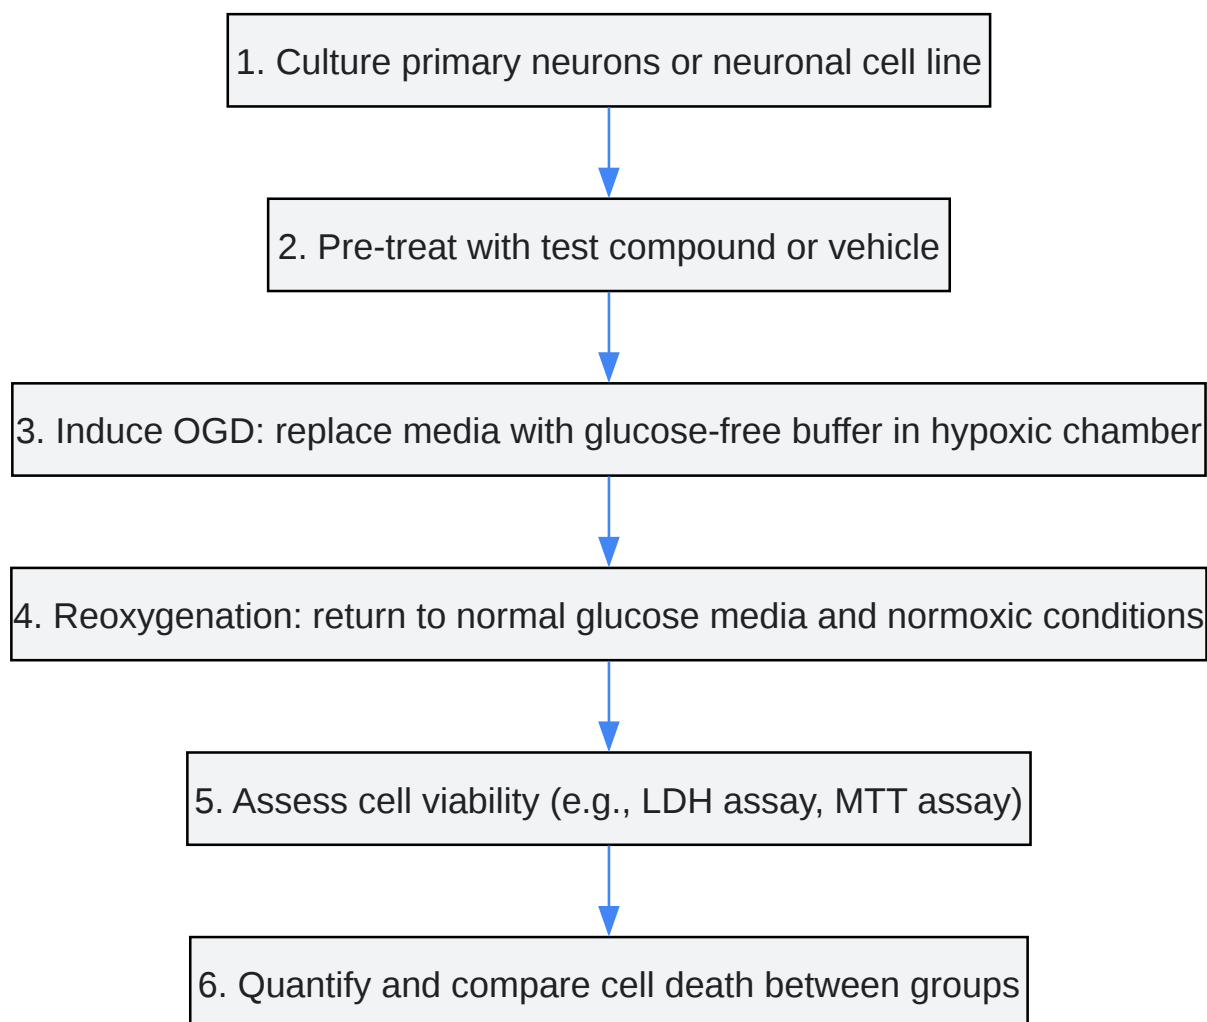 1. Culture primary neurons or neuronal cell line
2. Pre-treat with test compound or vehicle
3. Induce OGD: replace media with glucose-free buffer in hypoxic chamber
4. Reoxygenation: return to normal glucose media and normoxic conditions
5. Assess cell viability (e.g., LDH assay, MTT assay)
6. Quantify and compare cell death between groups